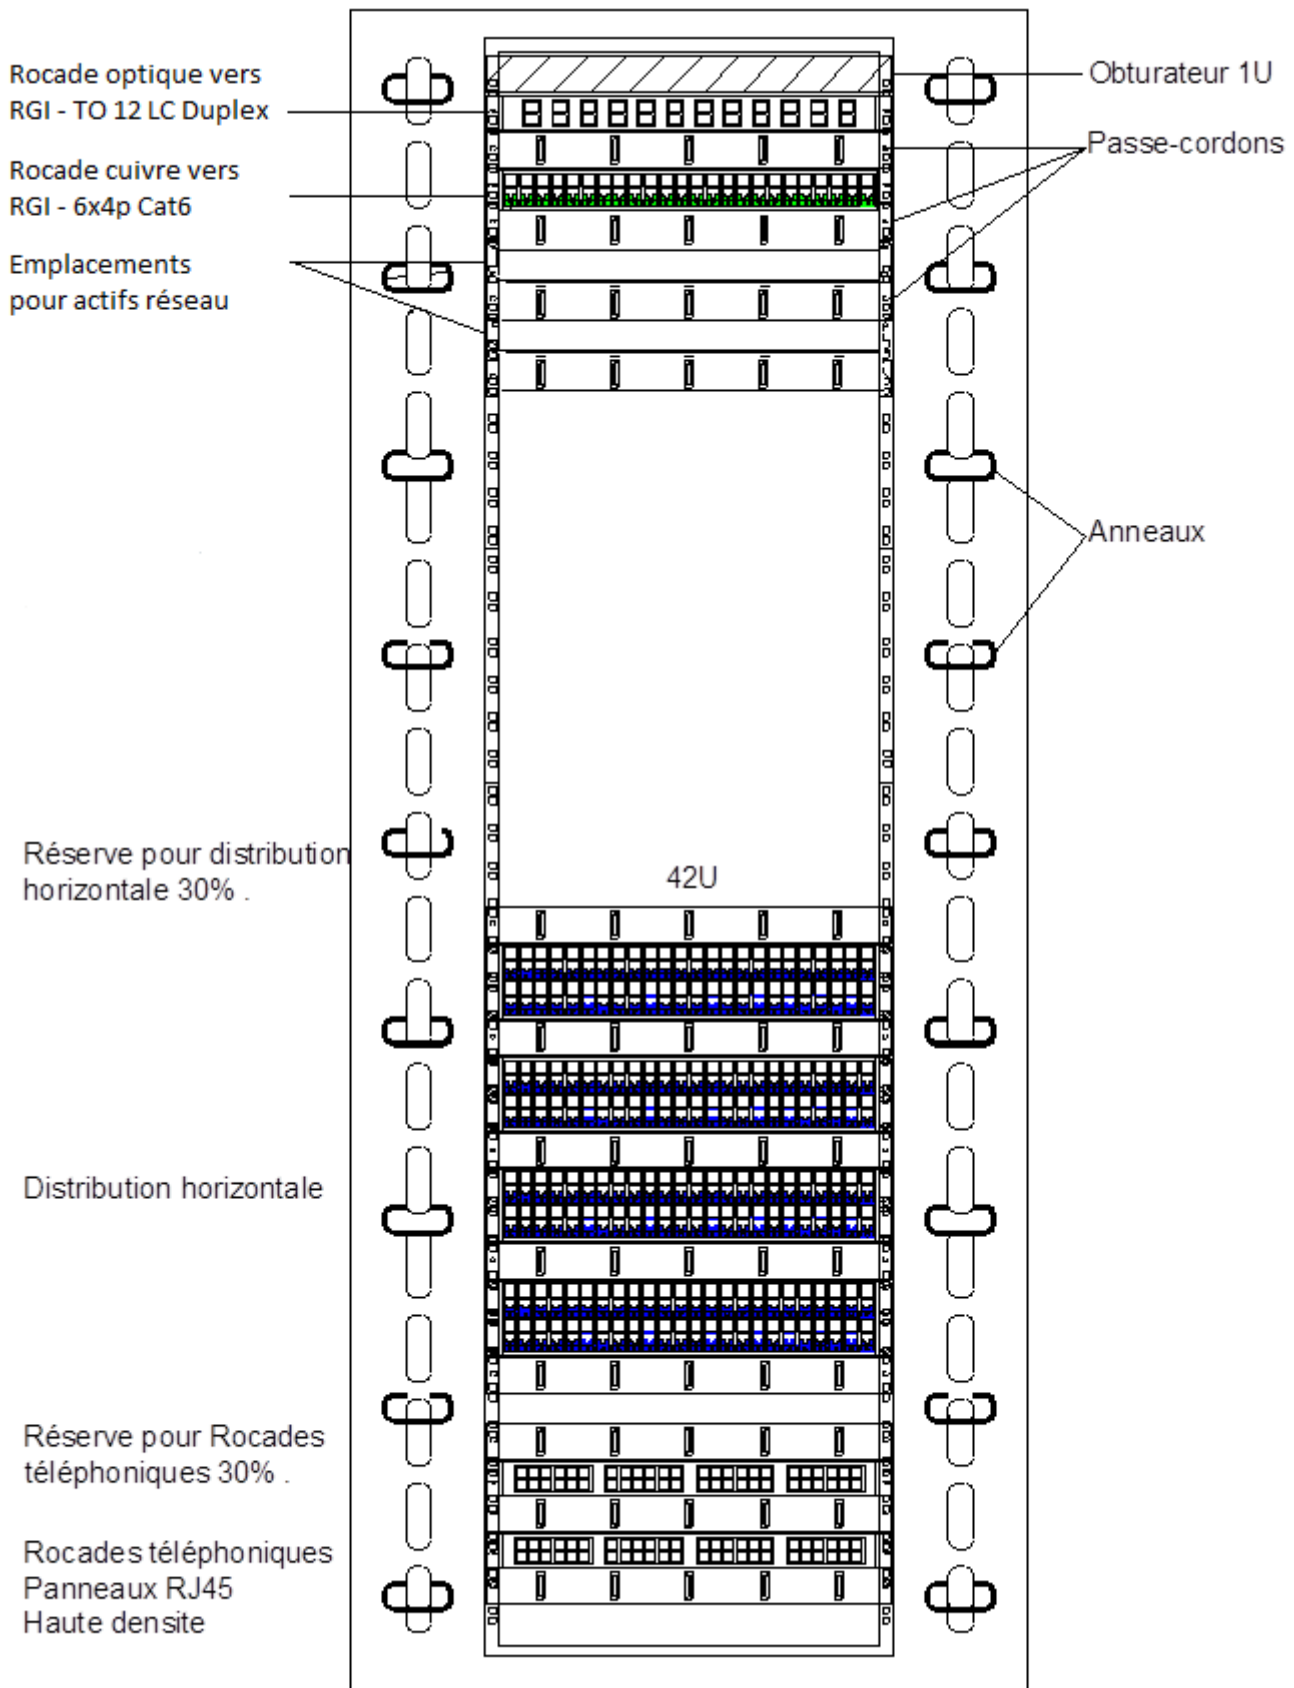 Rocade optique vers
RGI - TO 12 LC Duplex
Rocade cuivre vers
RGI - 6x4p Cat6
Emplacements
pour actifs réseau
Obturateur 1U
Passe-cordons
Anneaux
42U
Réserve pour distribution
horizontale 30% .
Distribution horizontale
Réserve pour Rocades
téléphoniques 30% .
Rocades téléphoniques
Panneaux RJ45
Haute densite